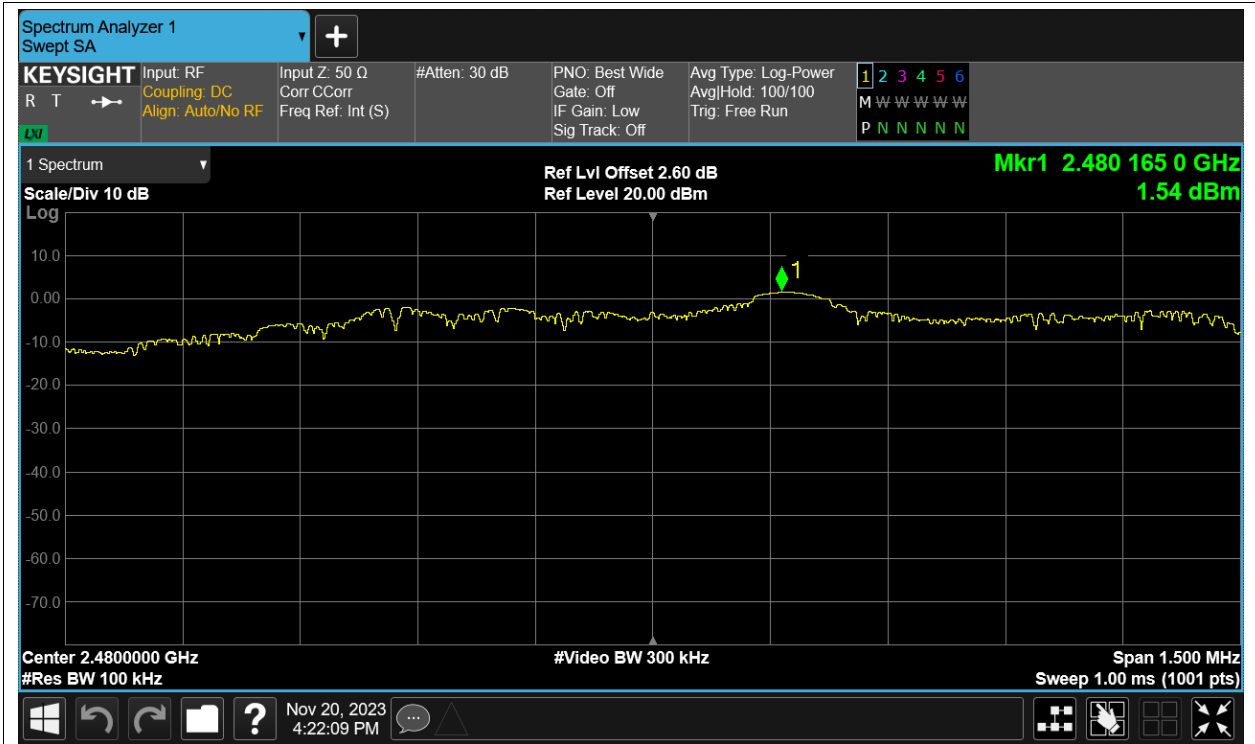 Spectrum Analyzer 1
Swept SA
KEYSIGHT
R T
LXI
Input: RF
Coupling: DC
Align: Auto/No RF
Input Z: 50 Ω
Corr CCorr
Freq Ref: Int (S)
#Atten: 30 dB
PNO: Best Wide
Gate: Off
IF Gain: Low
Sig Track: Off
Avg Type: Log-Power
Avg|Hold: 100/100
Trig: Free Run
1 2 3 4 5 6
M W W W W W
P N N N N N
1 Spectrum
Scale/Div 10 dB
Log
Ref Lvl Offset 2.60 dB
Ref Level 20.00 dBm
Mkr1 2.480 165 0 GHz
1.54 dBm
10.0
0.00
-10.0
-20.0
-30.0
-40.0
-50.0
-60.0
-70.0
1
Center 2.4800000 GHz
#Res BW 100 kHz
#Video BW 300 kHz
Span 1.500 MHz
Sweep 1.00 ms (1001 pts)
?
Nov 20, 2023
4:22:09 PM